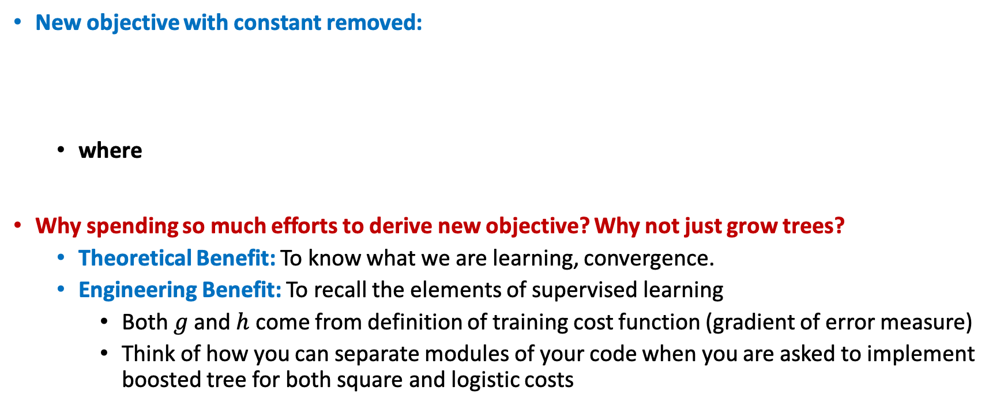 • New objective with constant removed:
• where
• Why spending so much efforts to derive new objective? Why not just grow trees?
• Theoretical Benefit: To know what we are learning, convergence.
• Engineering Benefit: To recall the elements of supervised learning
• Both g and h come from definition of training cost function (gradient of error measure)
• Think of how you can separate modules of your code when you are asked to implement
boosted tree for both square and logistic costs